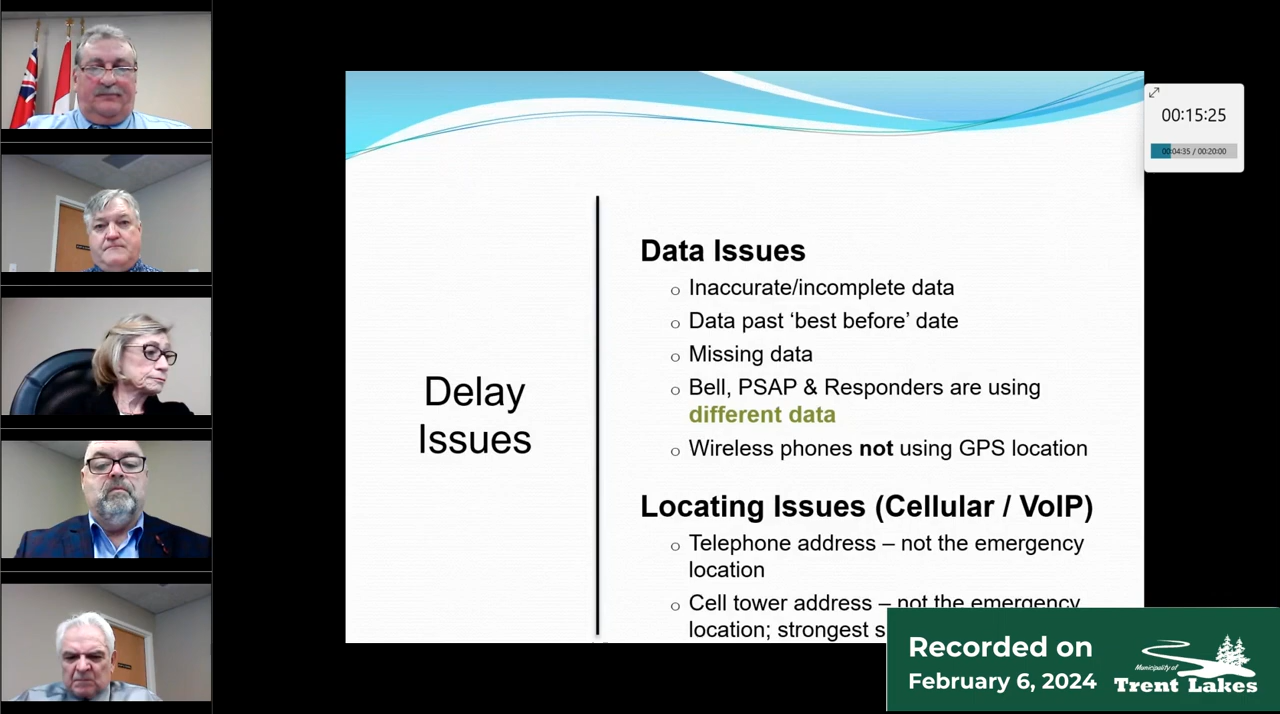 00:15:25
00:04:35 / 00:20:00
Delay
Issues
Data Issues
Inaccurate/incomplete data
Data past ‘best before’ date
Missing data
Bell, PSAP & Responders are using
different data
Wireless phones not using GPS location
Locating Issues (Cellular / VoIP)
Telephone address – not the emergency
location
Cell tower address – not the emergency
location; strongest s
Recorded on
February 6, 2024
Municipality of
Trent Lakes